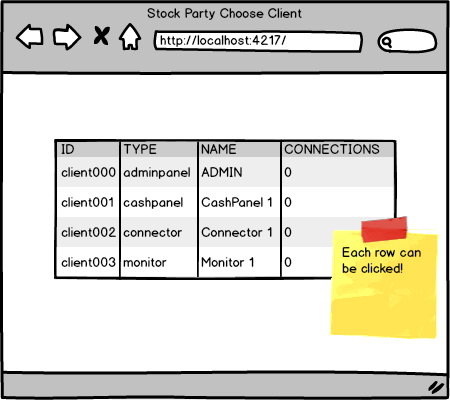 Stock Party Choose Client
http://localhost:4217/
ID TYPE NAME CONNECTIONS
client000 adminpanel ADMIN 0
client001 cashpanel CashPanel 1 0
client002 connector Connector 1 0
client003 monitor Monitor 1 0
Each row can
be clicked!